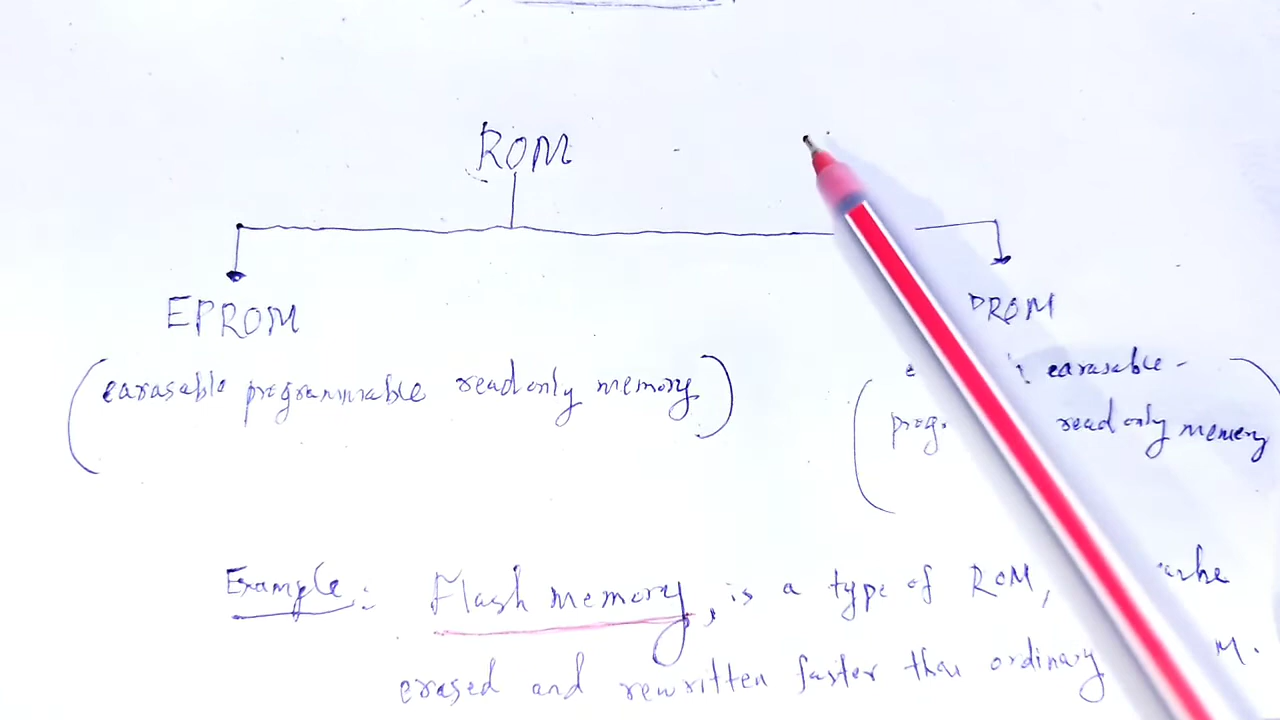 ROM
EPROM PROM
(earasable programmable read only memory)
( earasable - )
prog. read only memory
Example: Flash memory, is a type of ROM,
erased and rewritten faster than ordinary M.